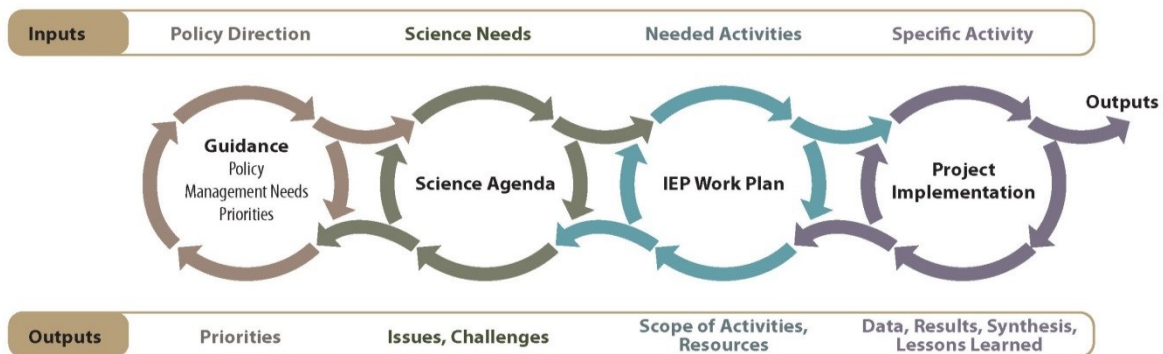 Inputs Policy Direction Science Needs Needed Activities Specific Activity
Outputs
Guidance
Policy
Management Needs
Priorities
Science Agenda
IEP Work Plan
Project
Implementation
Outputs Priorities Issues, Challenges
Scope of Activities,
Resources
Data, Results, Synthesis,
Lessons Learned